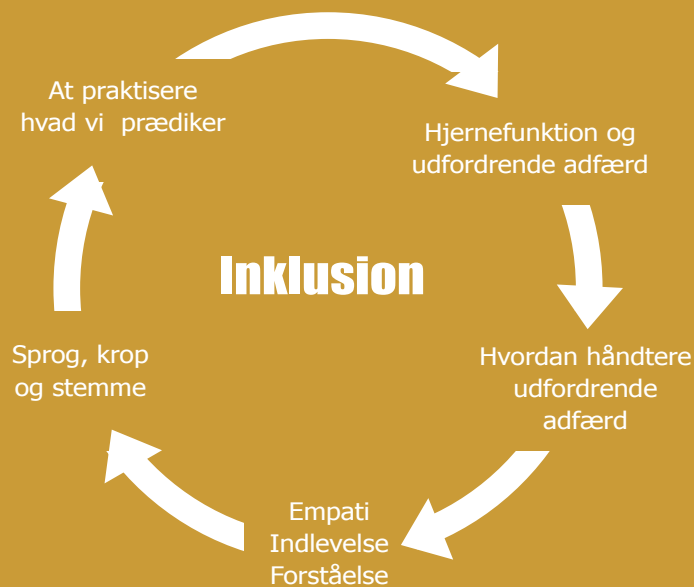 At praktisere
hvad vi prædiker
Hjernefunktion og
udfordrende adfærd
Inklusion
Hvordan håndtere
udfordrende
adfærd
Sprog, krop
og stemme
Empati
Indlevelse
Forståelse